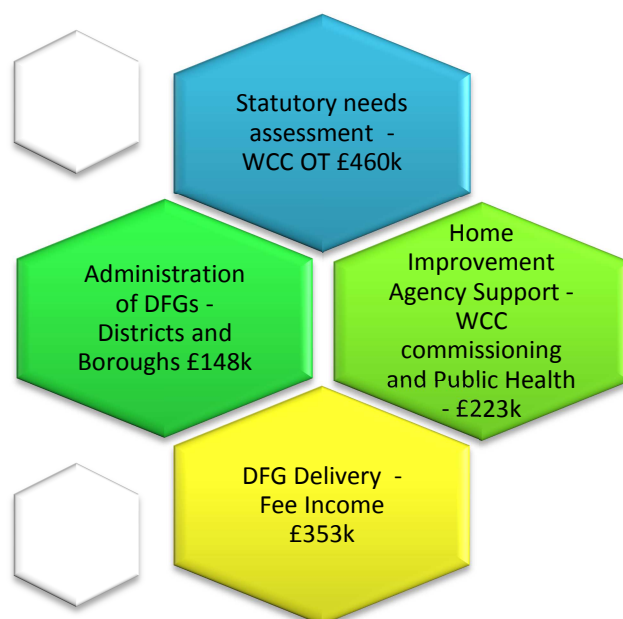 Statutory needs
assessment -
WCC OT £460k
Administration
of DFGs -
Districts and
Boroughs £148k
Home
Improvement
Agency Support -
WCC
commissioning
and Public Health
- £223k
DFG Delivery -
Fee Income
£353k